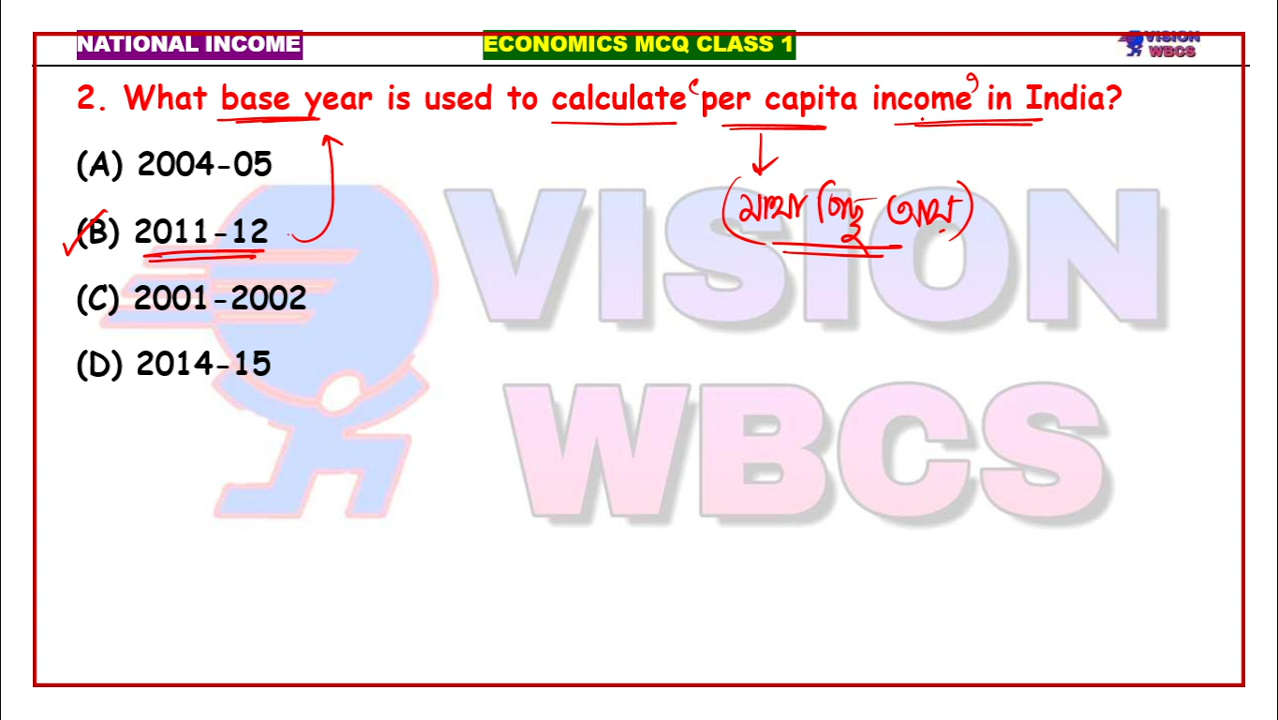 NATIONAL INCOME
ECONOMICS MCQ CLASS 1
VISION
WBCS
2. What base year is used to calculate ‘per capita income’ in India?
(A) 2004-05
(মাথা পিছু আয়)
(B) 2011-12
(C) 2001-2002
(D) 2014-15
VISION
WBCS